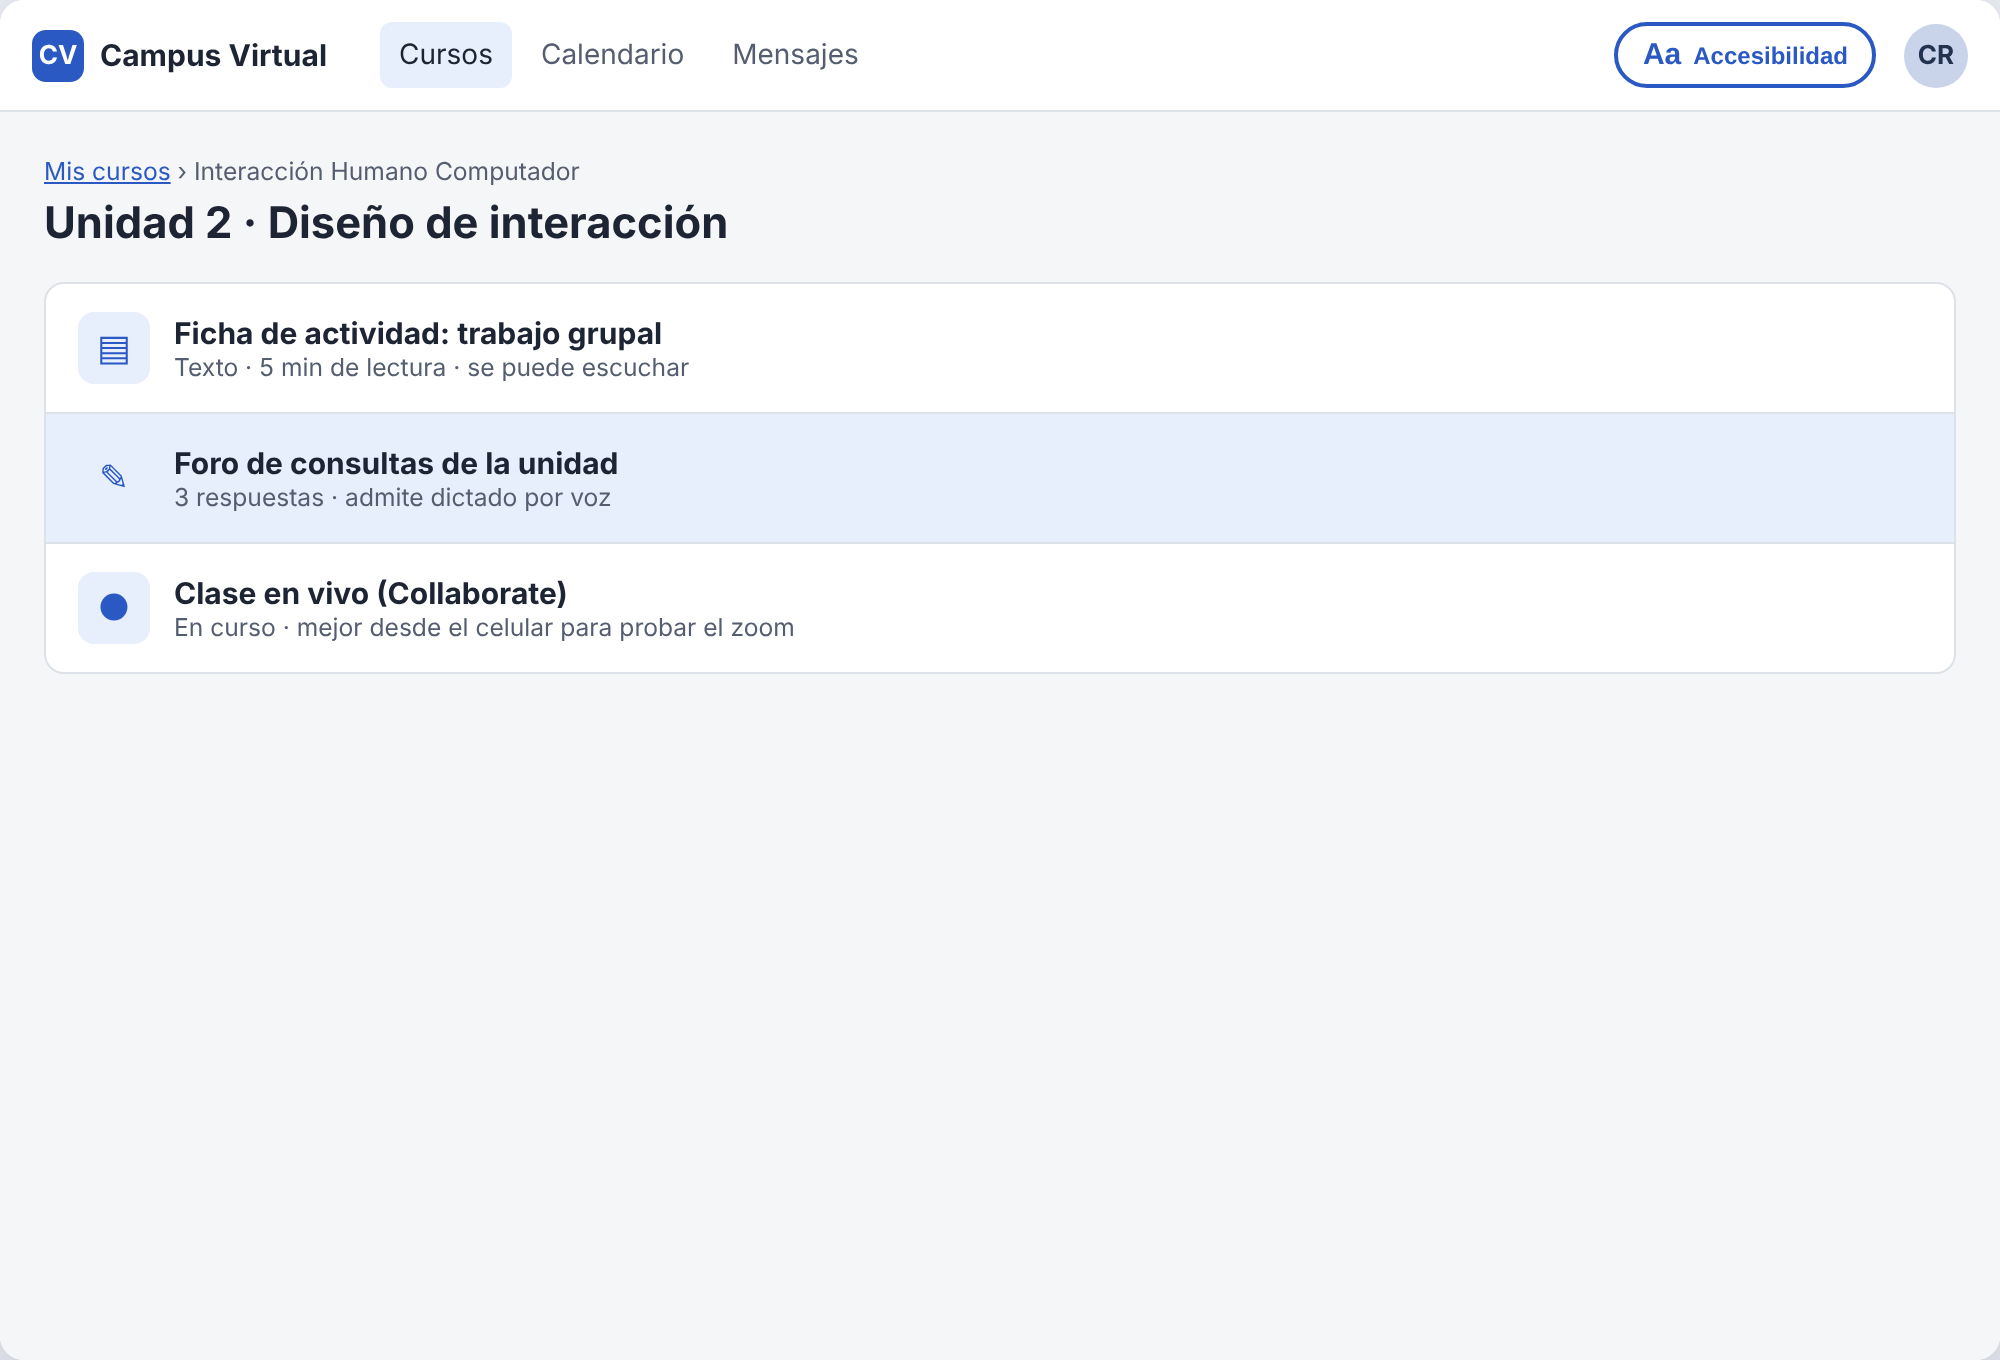 CV Campus Virtual Cursos Calendario Mensajes Aa Accesibilidad CR
Mis cursos › Interacción Humano Computador
Unidad 2 · Diseño de interacción
Ficha de actividad: trabajo grupal
Texto · 5 min de lectura · se puede escuchar
Foro de consultas de la unidad
3 respuestas · admite dictado por voz
Clase en vivo (Collaborate)
En curso · mejor desde el celular para probar el zoom